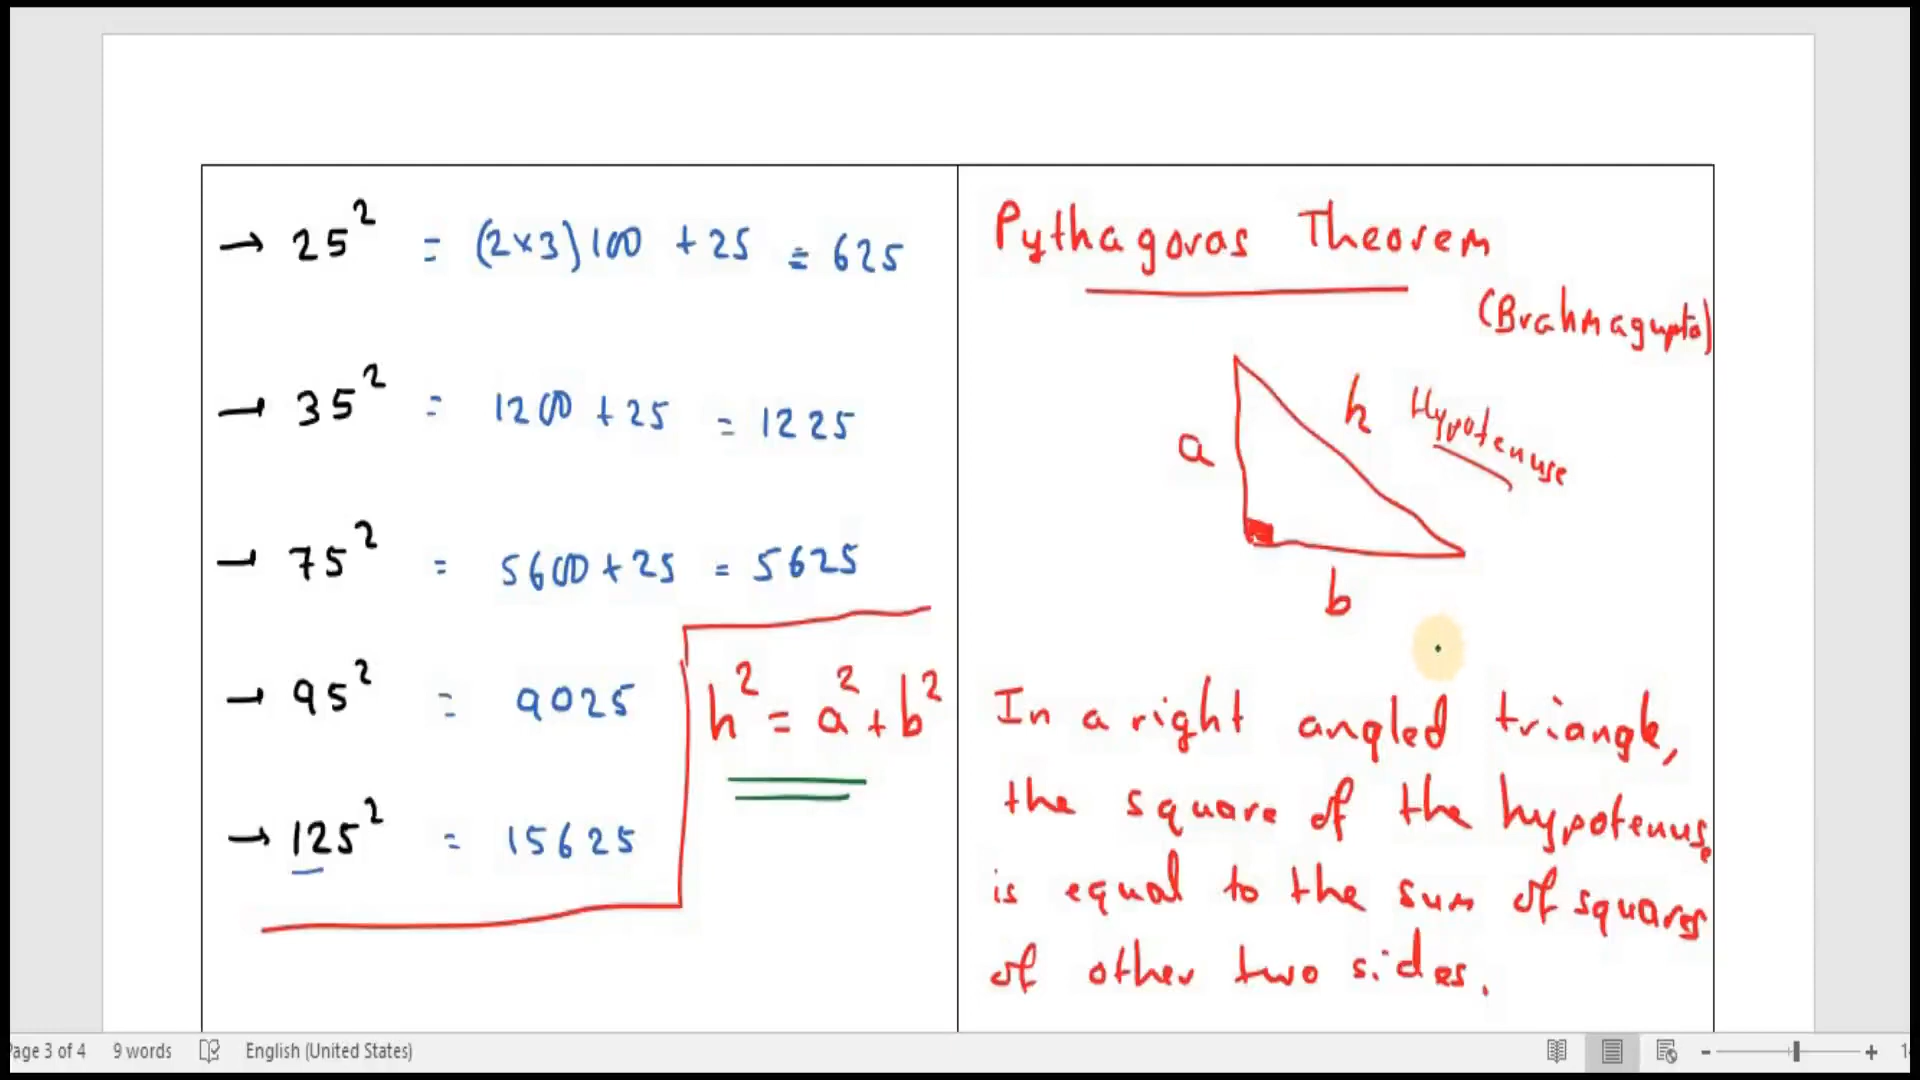 → 25² = (2×3)100 + 25 = 625
→ 35² = 1200 + 25 = 1225
→ 75² = 5600 + 25 = 5625
→ 95² = 9025
→ 125² = 15625
h² = a² + b²
Pythagoras Theorem
(Brahmagupta)
h Hypotenuse
a
b
In a right angled triangle,
the square of the hypotenuse
is equal to the sum of squares
of other two sides.
Page 3 of 4 9 words English (United States)